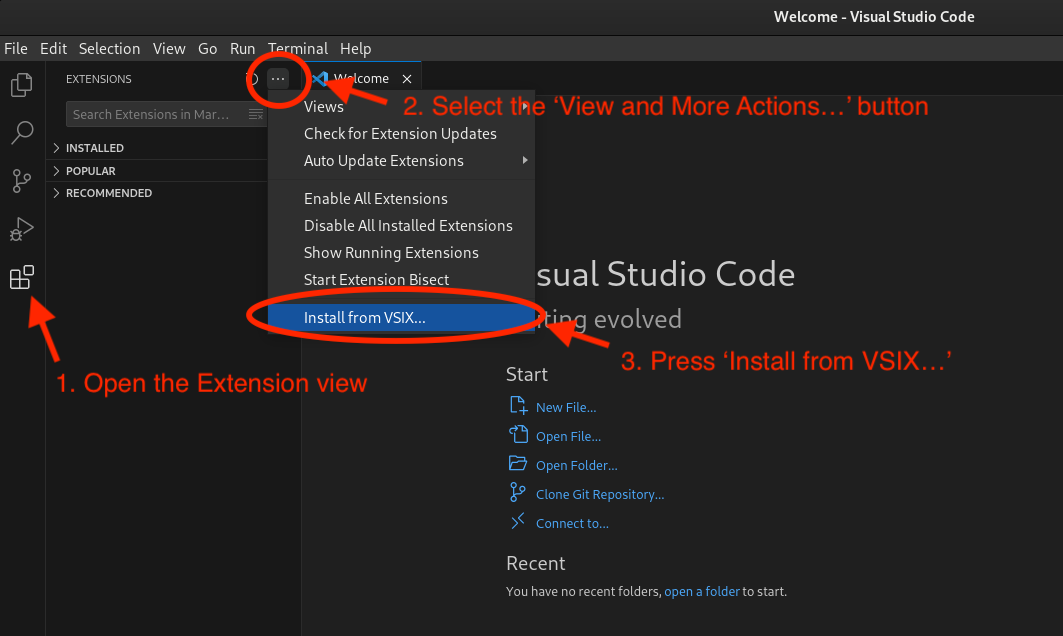 Welcome - Visual Studio Code
File Edit Selection View Go Run Terminal Help
EXTENSIONS
Welcome
2. Select the ‘View and More Actions…’ button
Search Extensions in Mar...
INSTALLED
POPULAR
RECOMMENDED
Views
Check for Extension Updates
Auto Update Extensions
Enable All Extensions
Disable All Installed Extensions
Show Running Extensions
Start Extension Bisect
Install from VSIX...
1. Open the Extension view
3. Press ‘Install from VSIX…’
sual Studio Code
ting evolved
Start
New File...
Open File...
Open Folder...
Clone Git Repository...
Connect to...
Recent
You have no recent folders, open a folder to start.